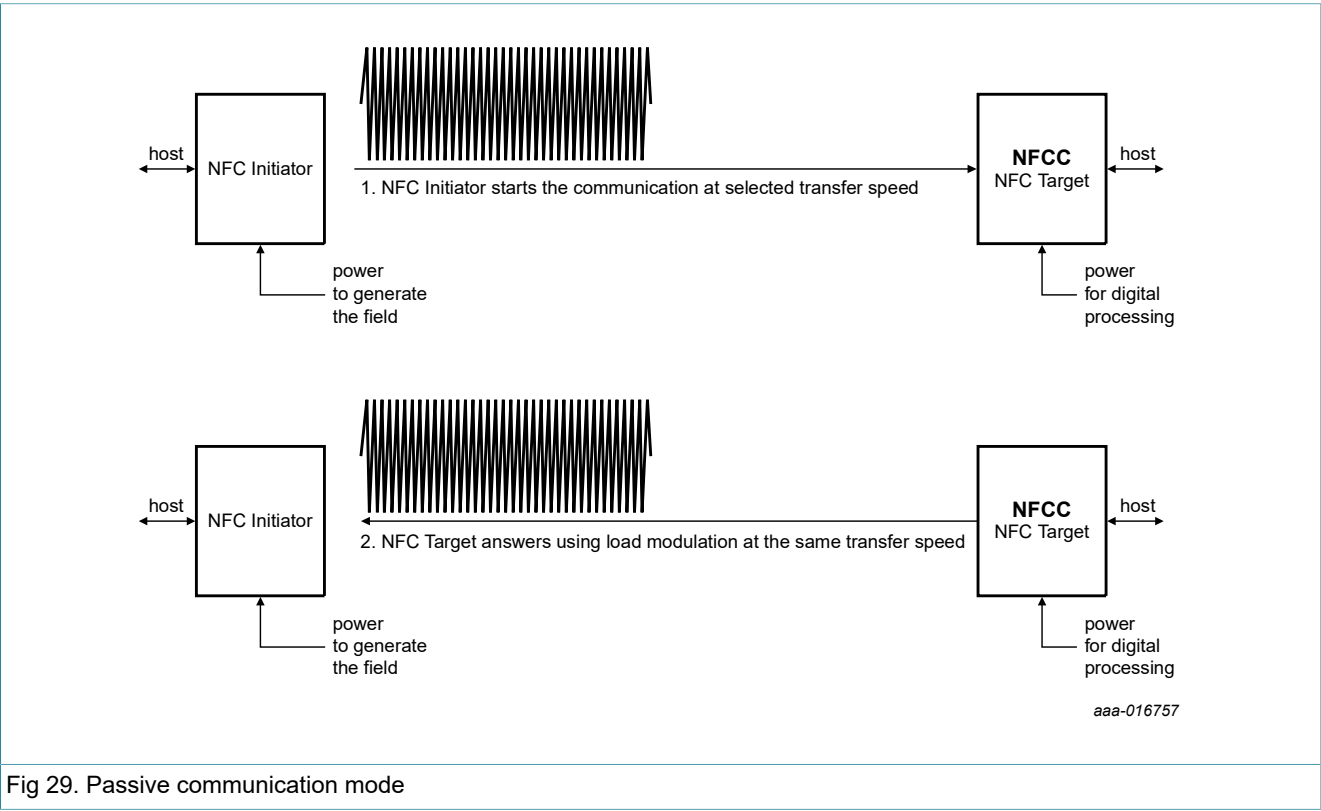 host
NFC Initiator
1. NFC Initiator starts the communication at selected transfer speed
NFCC
NFC Target
host
power
to generate
the field
power
for digital
processing
host
NFC Initiator
2. NFC Target answers using load modulation at the same transfer speed
NFCC
NFC Target
host
power
to generate
the field
power
for digital
processing
aaa-016757
Fig 29. Passive communication mode